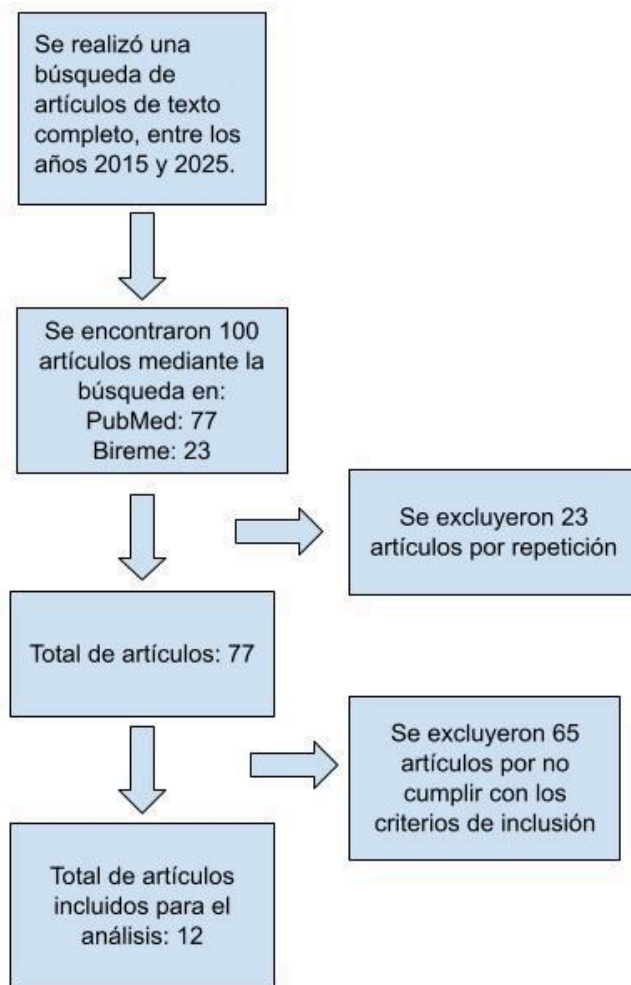 Se realizó una
búsqueda de
artículos de texto
completo, entre los
años 2015 y 2025.
Se encontraron 100
artículos mediante la
búsqueda en:
PubMed: 77
Bireme: 23
Se excluyeron 23
artículos por repetición
Total de artículos: 77
Se excluyeron 65
artículos por no
cumplir con los
criterios de inclusión
Total de artículos
incluidos para el
análisis: 12